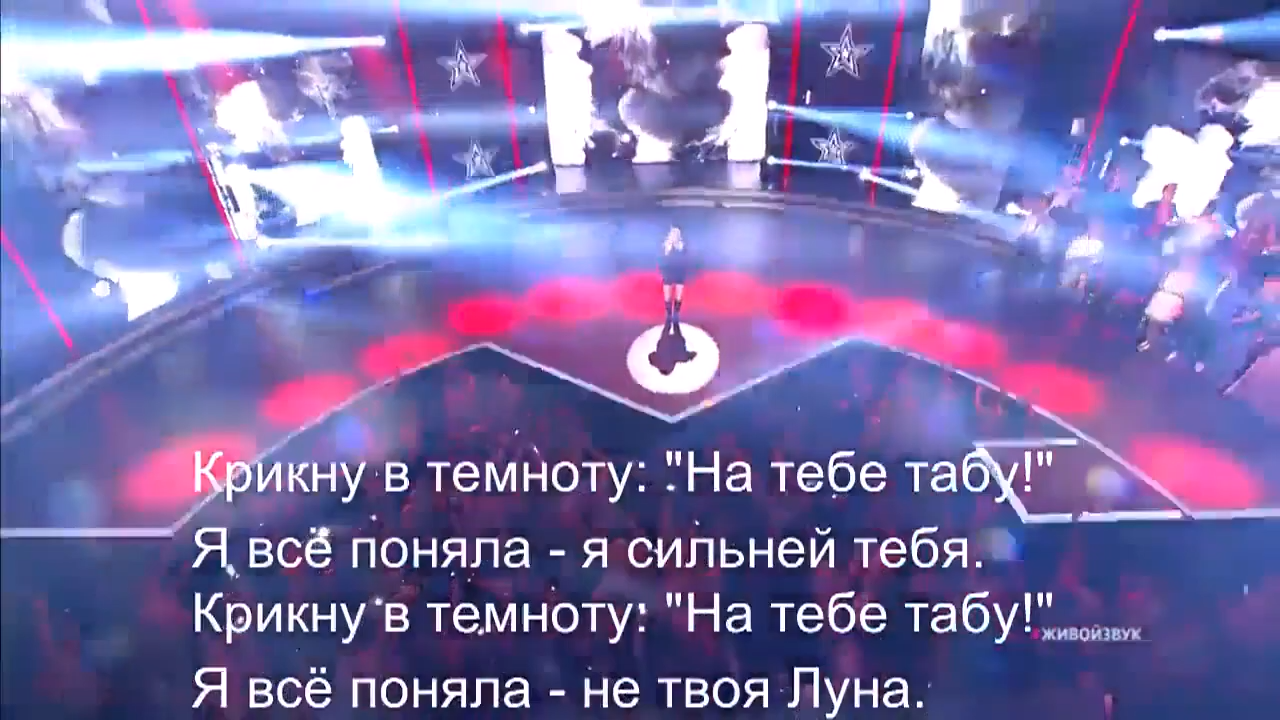 Крикну в темноту: "На тебе табу!"
Я всё поняла - я сильней тебя.
Крикну в темноту: "На тебе табу!"
#ЖИВОЙЗВУК
Я всё поняла - не твоя Луна.